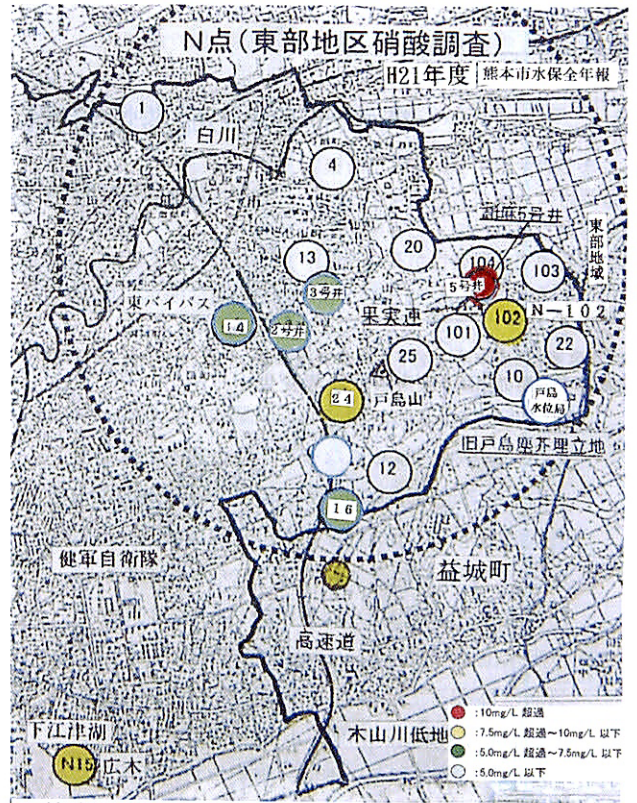 N点(東部地区硝酸調査)
H21年度 熊本市水保全年報
1
白川
4
20
東部地域
13
104
103
5号井
3号井
東バイパス
14
2号井
果実連
102
N-102
101
22
25
10
戸島
水位局
24
戸島山
旧戸島塵芥埋立地
12
16
健軍自衛隊
益城町
高速道
下江津湖
木山川低地
N15
広木
:10mg/L 超過
:7.5mg/L 超過～10mg/L 以下
:5.0mg/L 超過～7.5mg/L 以下
:5.0mg/L 以下